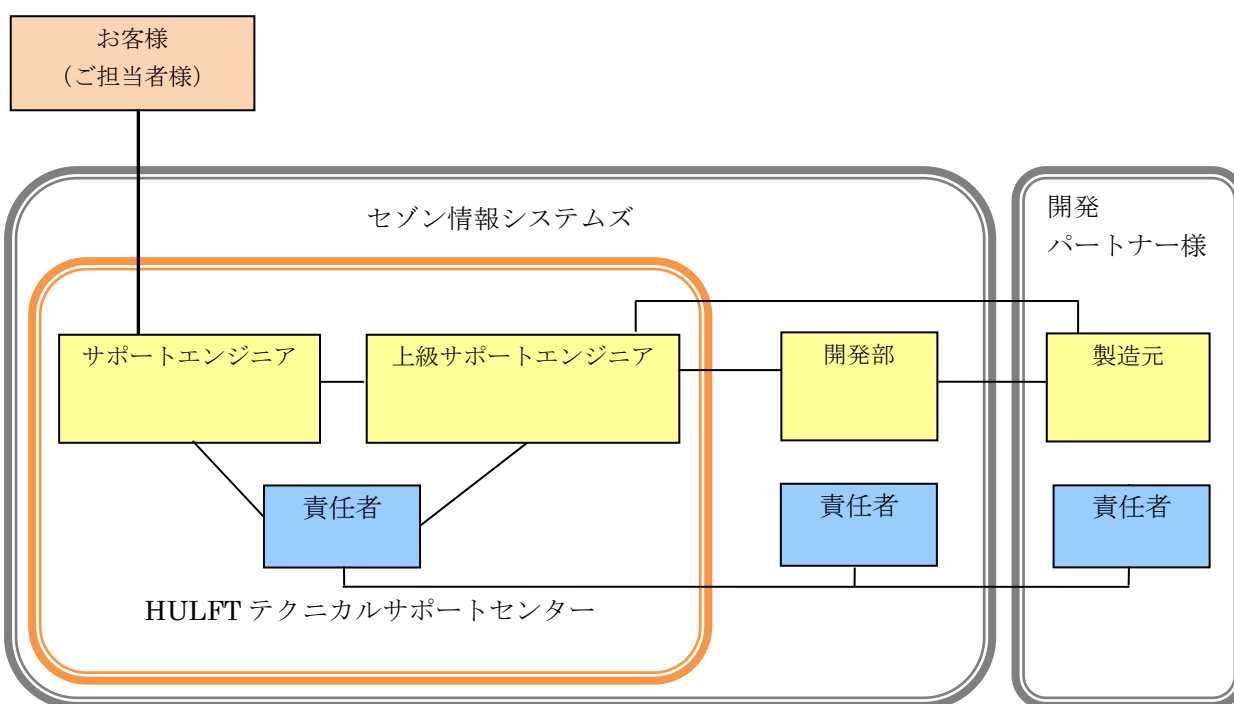 お客様
（ご担当者様）
セゾン情報システムズ
開発
パートナー様
サポートエンジニア
上級サポートエンジニア
開発部
製造元
責任者
責任者
責任者
HULFT テクニカルサポートセンター